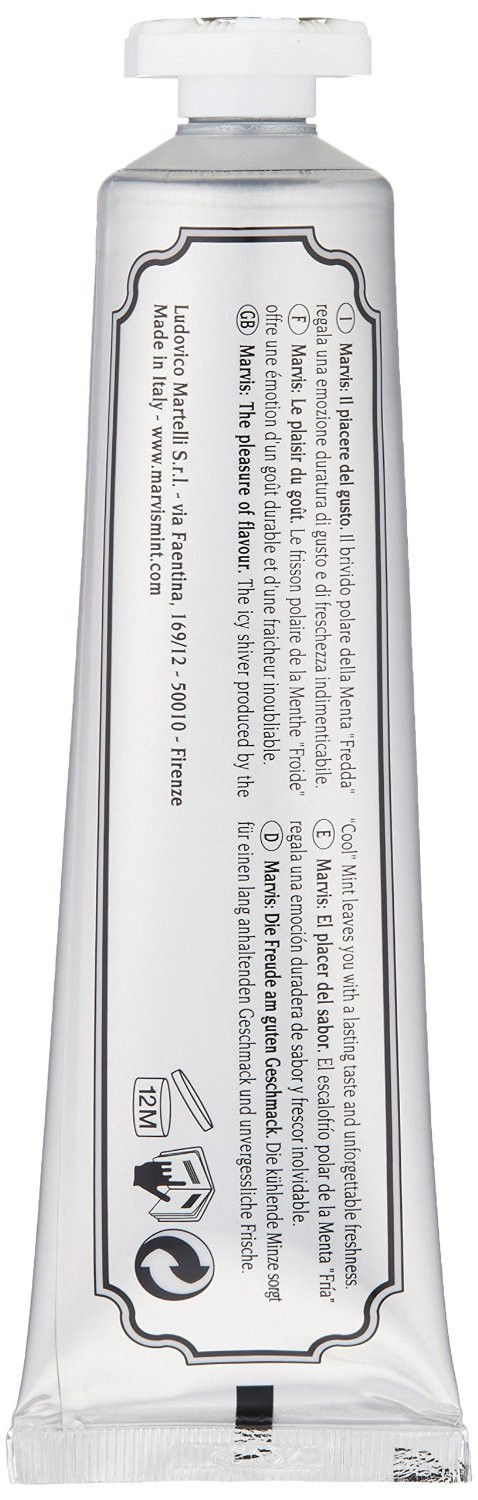 I Marvis: Il piacere del gusto. Il brivido polare della Menta "Fredda"
regala una emozione duratura di gusto e di freschezza indimenticabile.
F Marvis: Le plaisir du goût. Le frisson polaire de la Menthe "Froide"
offre une émotion d'un goût durable et d'une fraicheur inoubliable.
GB Marvis: The pleasure of flavour. The icy shiver produced by the
"Cool" Mint leaves you with a lasting taste and unforgettable freshness.
E Marvis: El placer del sabor. El escalofrío polar de la Menta "Fría"
regala una emoción duradera de sabor y frescor inolvidable.
D Marvis: Die Freude am guten Geschmack. Die kühlende Minze sorgt
für einen lang anhaltenden Geschmack und unvergessliche Frische.
Ludovico Martelli S.r.l. - via Faentina, 169/12 - 50010 - Firenze
Made in Italy - www.marvismint.com
12M